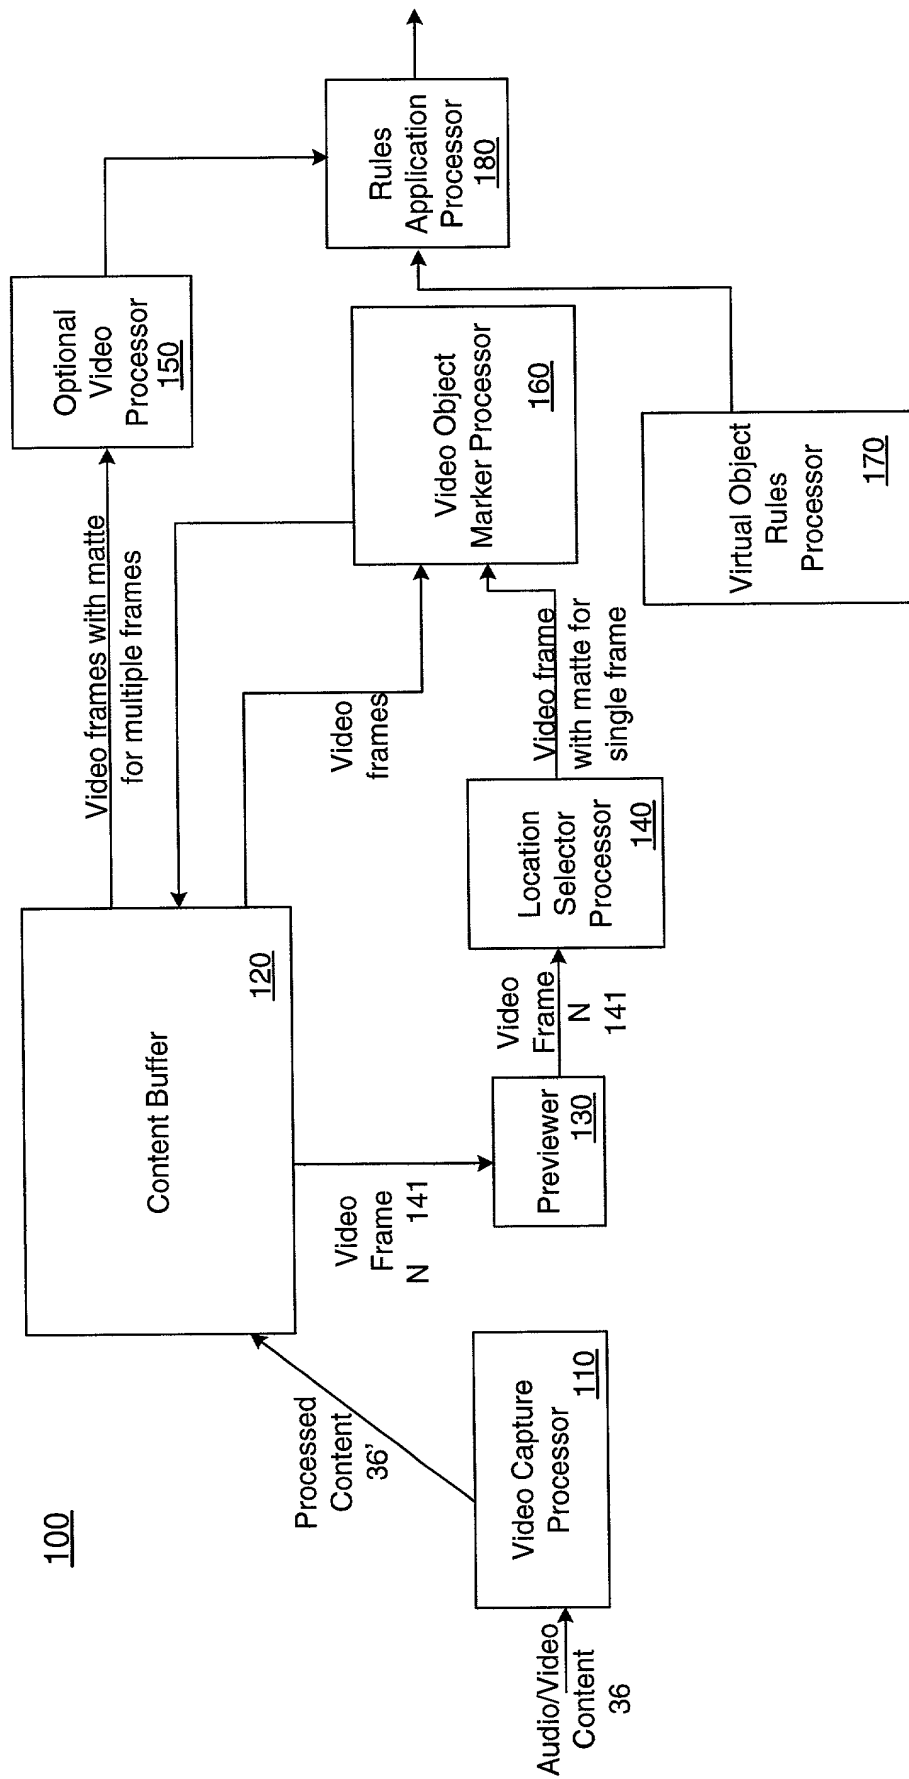 100
Audio/Video
Content
36
Video Capture
Processor
110
Processed
Content
36'
Content Buffer
120
Video
Frame
N 141
Previewer
130
Video
Frame
N
141
Location
Selector
Processor
140
Video frame
with matte for
single frame
Video
frames
Video frames with matte
for multiple frames
Optional
Video
Processor
150
Video Object
Marker Processor
160
Virtual Object
Rules
Processor
170
Rules
Application
Processor
180